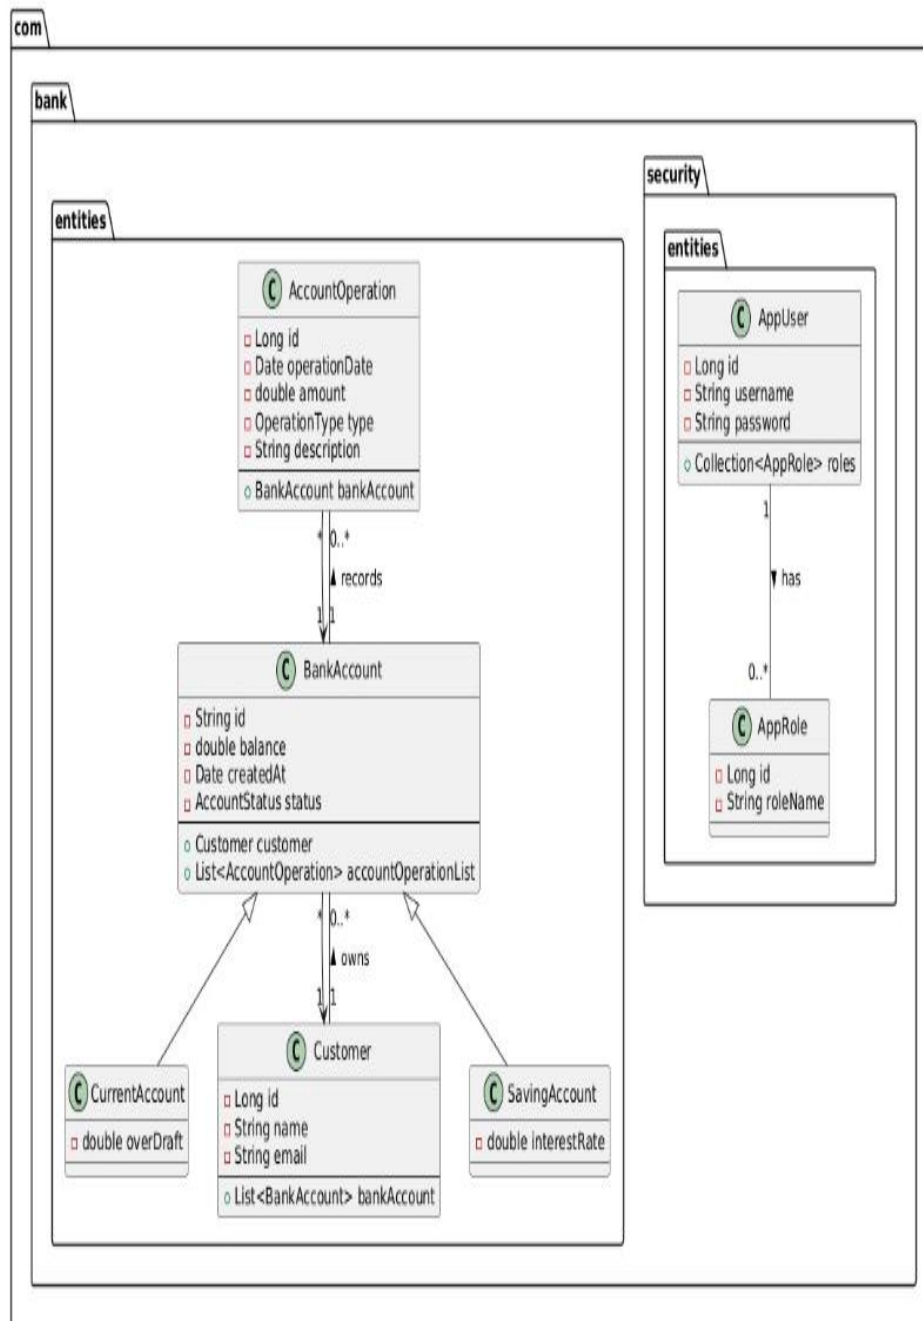 com
bank
entities
C AccountOperation
Long id
Date operationDate
double amount
OperationType type
String description
BankAccount bankAccount
* 0..*
records
1 1
C BankAccount
String id
double balance
Date createdAt
AccountStatus status
Customer customer
List<AccountOperation> accountOperationList
* 0..*
owns
1 1
C CurrentAccount
double overDraft
C Customer
Long id
String name
String email
List<BankAccount> bankAccount
C SavingAccount
double interestRate
security
entities
C AppUser
Long id
String username
String password
Collection<AppRole> roles
1
has
0..*
C AppRole
Long id
String roleName